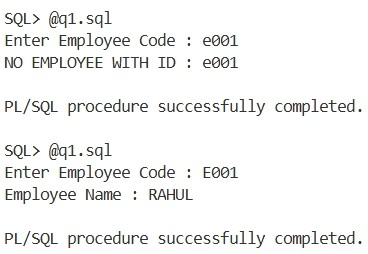 SQL> @q1.sql
Enter Employee Code : e001
NO EMPLOYEE WITH ID : e001
PL/SQL procedure successfully completed.
SQL> @q1.sql
Enter Employee Code : E001
Employee Name : RAHUL
PL/SQL procedure successfully completed.